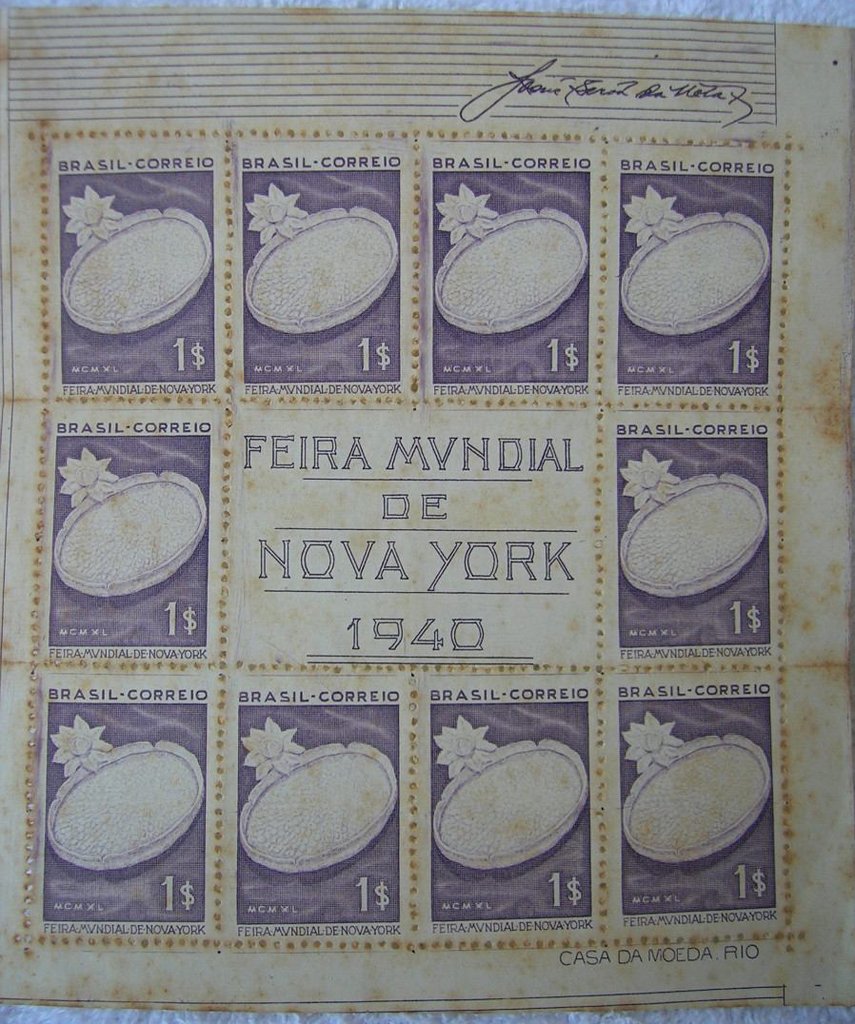 BRASIL-CORREIO BRASIL-CORREIO BRASIL-CORREIO BRASIL-CORREIO
1$ 1$ 1$ 1$
MCMXL MCMXL MCMXL MCMXL
FEIRA·MVNDIAL·DE·NOVA·YORK FEIRA·MVNDIAL·DE·NOVA·YORK FEIRA·MVNDIAL·DE·NOVA·YORK FEIRA·MVNDIAL·DE·NOVA·YORK
BRASIL-CORREIO
1$
MCMXL
FEIRA·MVNDIAL·DE·NOVA·YORK
FEIRA MVNDIAL
DE
NOVA YORK
1940
BRASIL-CORREIO
1$
MCMXL
FEIRA·MVNDIAL·DE·NOVA·YORK
BRASIL-CORREIO BRASIL-CORREIO BRASIL-CORREIO BRASIL-CORREIO
1$ 1$ 1$ 1$
MCMXL MCMXL MCMXL MCMXL
FEIRA·MVNDIAL·DE·NOVA·YORK FEIRA·MVNDIAL·DE·NOVA·YORK FEIRA·MVNDIAL·DE·NOVA·YORK FEIRA·MVNDIAL·DE·NOVA·YORK
CASA DA MOEDA. RIO